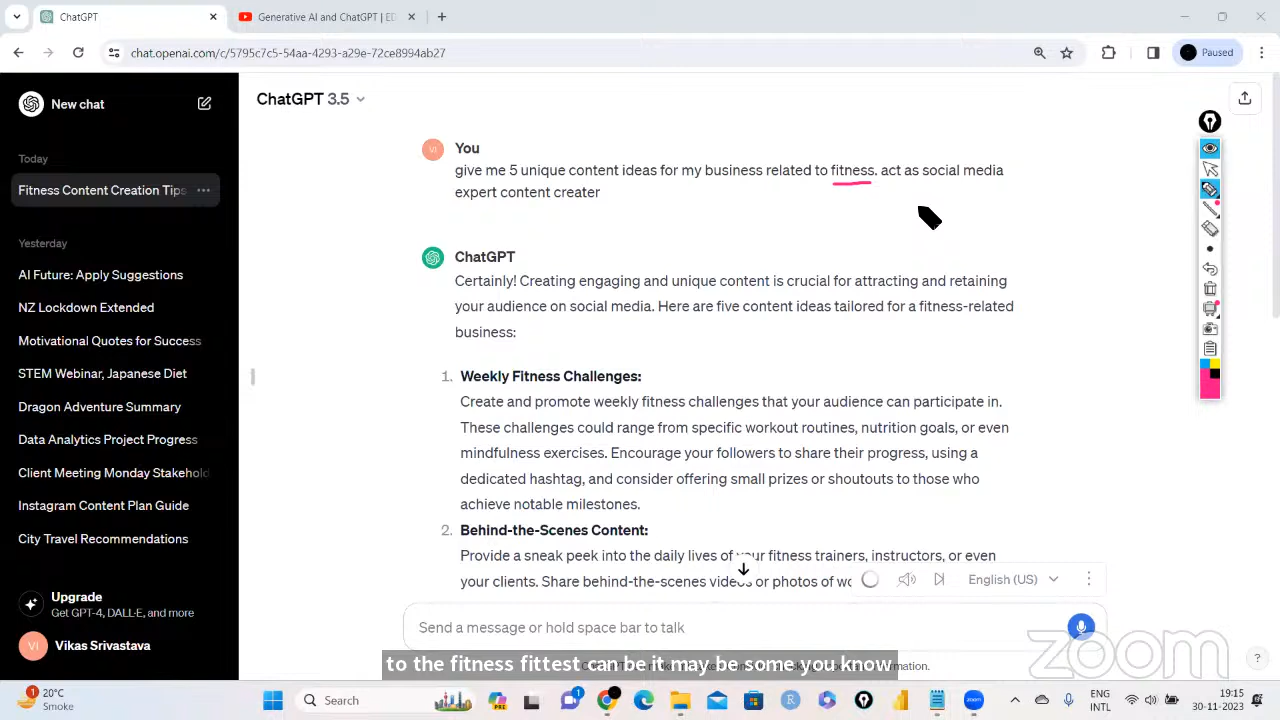 ChatGPT
Generative AI and ChatGPT | ED
chat.openai.com/c/5795c7c5-54aa-4293-a29e-72ce8994ab27
Paused
New chat
ChatGPT 3.5
Today
Fitness Content Creation Tips
Yesterday
AI Future: Apply Suggestions
NZ Lockdown Extended
Motivational Quotes for Success
STEM Webinar, Japanese Diet
Dragon Adventure Summary
Data Analytics Project Progress
Client Meeting Monday Stakehold
Instagram Content Plan Guide
City Travel Recommendations
Upgrade
Get GPT-4, DALL·E, and more
VI
Vikas Srivastava
VI
You
give me 5 unique content ideas for my business related to fitness. act as social media
expert content creater
ChatGPT
Certainly! Creating engaging and unique content is crucial for attracting and retaining
your audience on social media. Here are five content ideas tailored for a fitness-related
business:
1. Weekly Fitness Challenges:
Create and promote weekly fitness challenges that your audience can participate in.
These challenges could range from specific workout routines, nutrition goals, or even
mindfulness exercises. Encourage your followers to share their progress, using a
dedicated hashtag, and consider offering small prizes or shoutouts to those who
achieve notable milestones.
2. Behind-the-Scenes Content:
Provide a sneak peek into the daily lives of your fitness trainers, instructors, or even
your clients. Share behind-the-scenes videos or photos of wo
English (US)
Send a message or hold space bar to talk
to the fitness fittest can be it may be some you know
zoom
?
1
20°C
Smoke
Search
1
ENG
INTL
19:15
30-11-2023